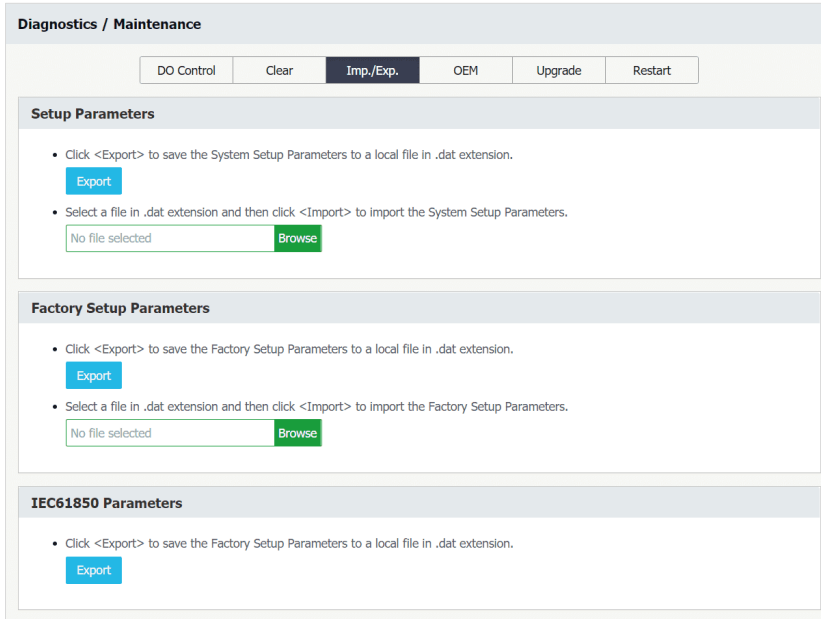 Diagnostics / Maintenance
DO Control Clear Imp./Exp. OEM Upgrade Restart
Setup Parameters
• Click <Export> to save the System Setup Parameters to a local file in .dat extension.
Export
• Select a file in .dat extension and then click <Import> to import the System Setup Parameters.
No file selected Browse
Factory Setup Parameters
• Click <Export> to save the Factory Setup Parameters to a local file in .dat extension.
Export
• Select a file in .dat extension and then click <Import> to import the Factory Setup Parameters.
No file selected Browse
IEC61850 Parameters
• Click <Export> to save the Factory Setup Parameters to a local file in .dat extension.
Export